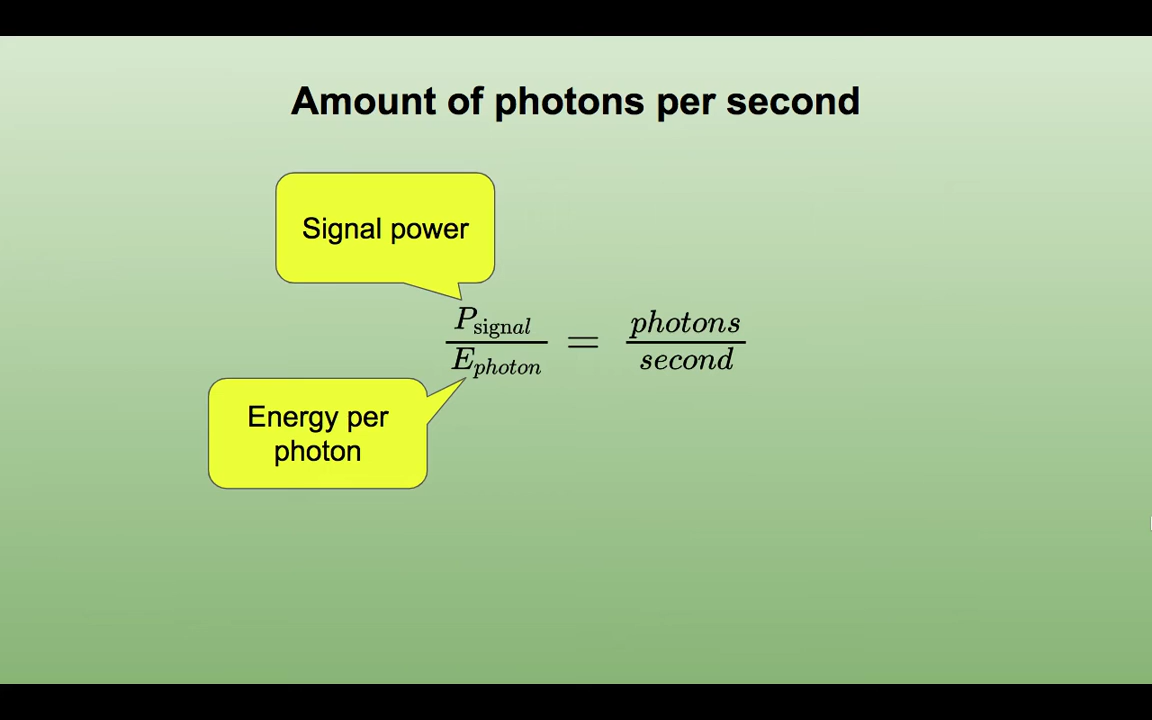 Amount of photons per second
Signal power
P_signal / E_photon = photons / second
Energy per
photon